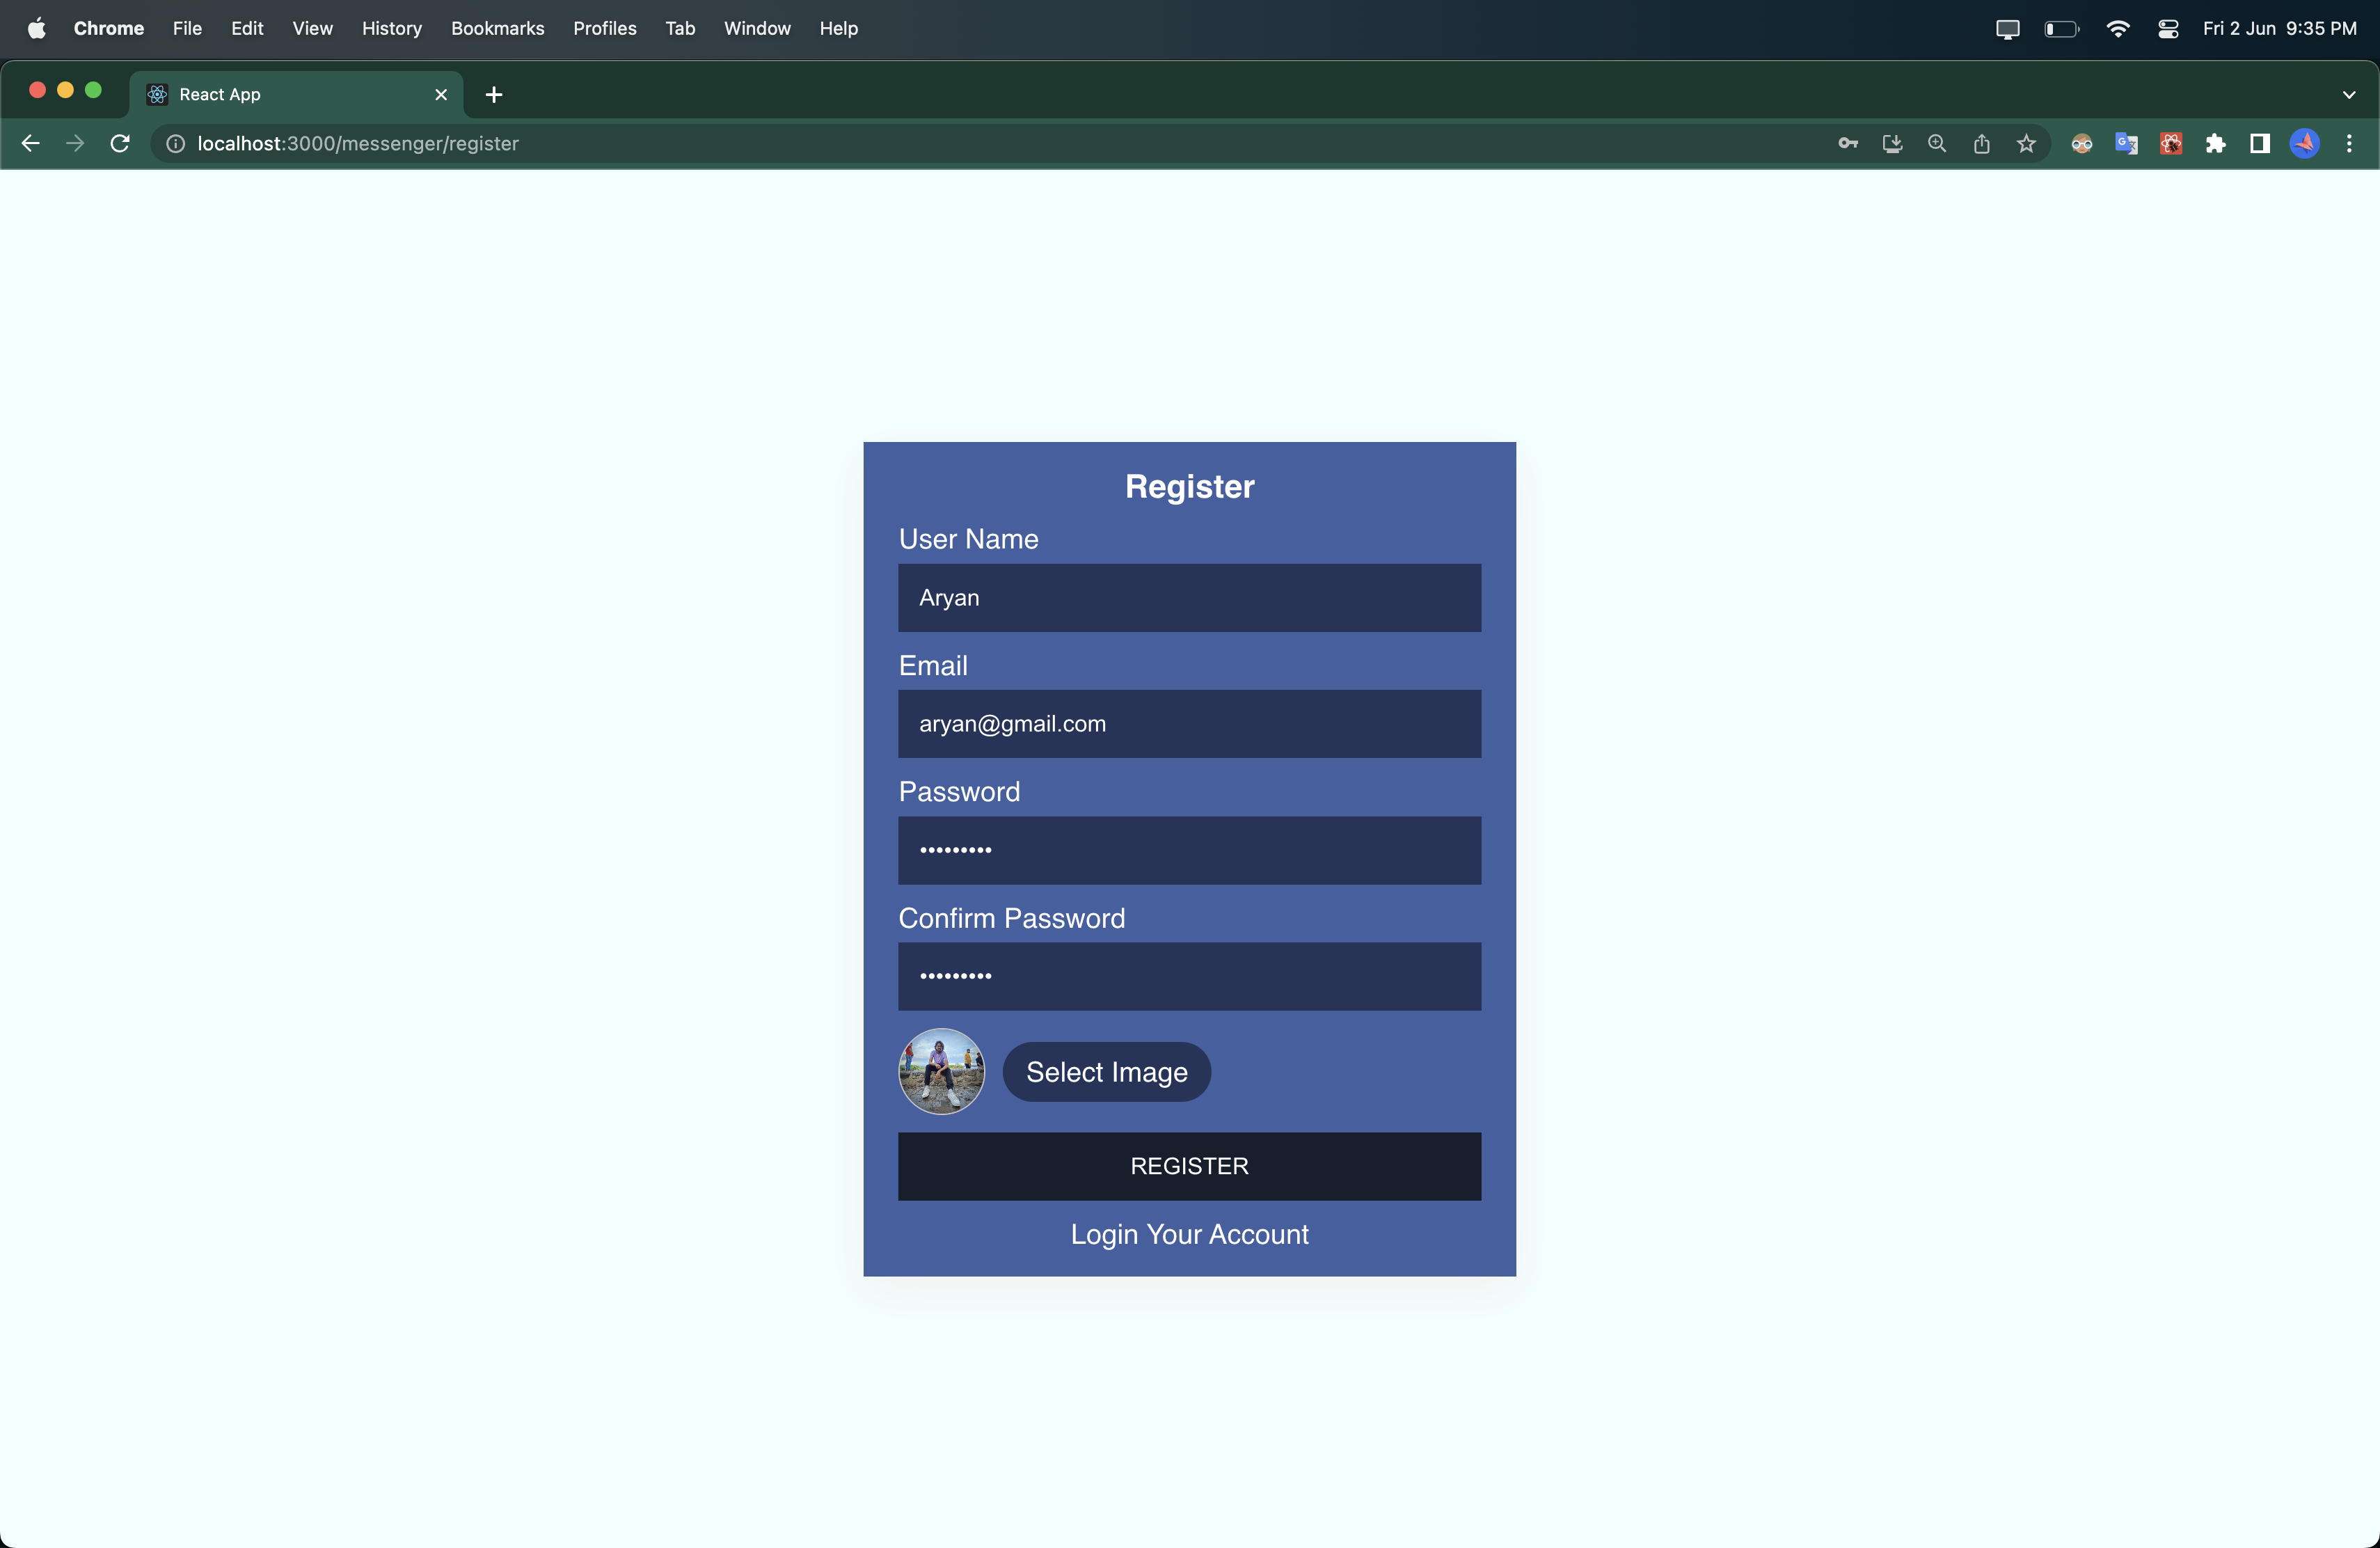 Chrome File Edit View History Bookmarks Profiles Tab Window Help Fri 2 Jun 9:35 PM
React App
localhost:3000/messenger/register
Register
User Name
Aryan
Email
aryan@gmail.com
Password
•••••••••
Confirm Password
•••••••••
Select Image
REGISTER
Login Your Account